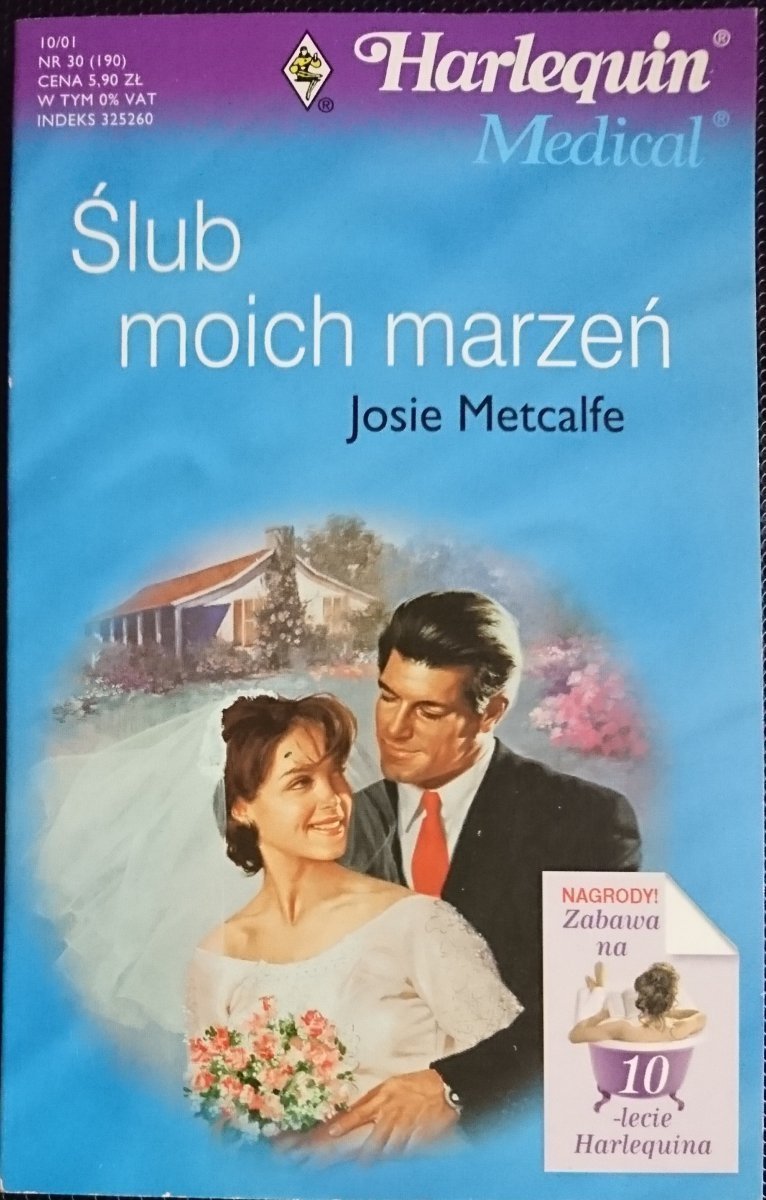 10/01
NR 30 (190)
CENA 5,90 ZŁ
W TYM 0% VAT
INDEKS 325260
®
Harlequin®
Medical®
Ślub
moich marzeń
Josie Metcalfe
NAGRODY!
Zabawa
na
10
-lecie
Harlequina